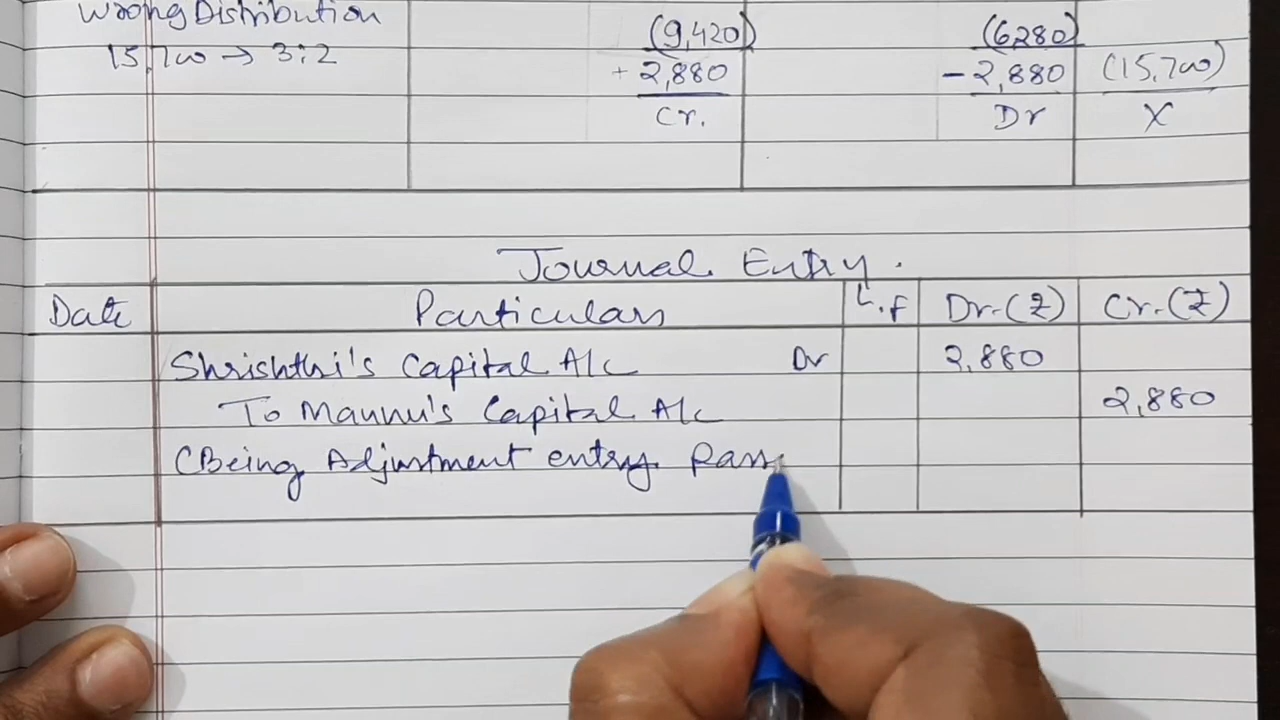 Wrong Distribution
(9,420) (6280)
15,700 → 3:2 + 2,880 - 2,880 (15,700)
Cr. Dr X
Journal Entry.
Date Particulars L.f Dr.(₹) Cr.(₹)
Shrishthi's Capital A/c Dr 2,880
To Mannu's Capital A/c 2,880
(Being Adjustment entry Pass